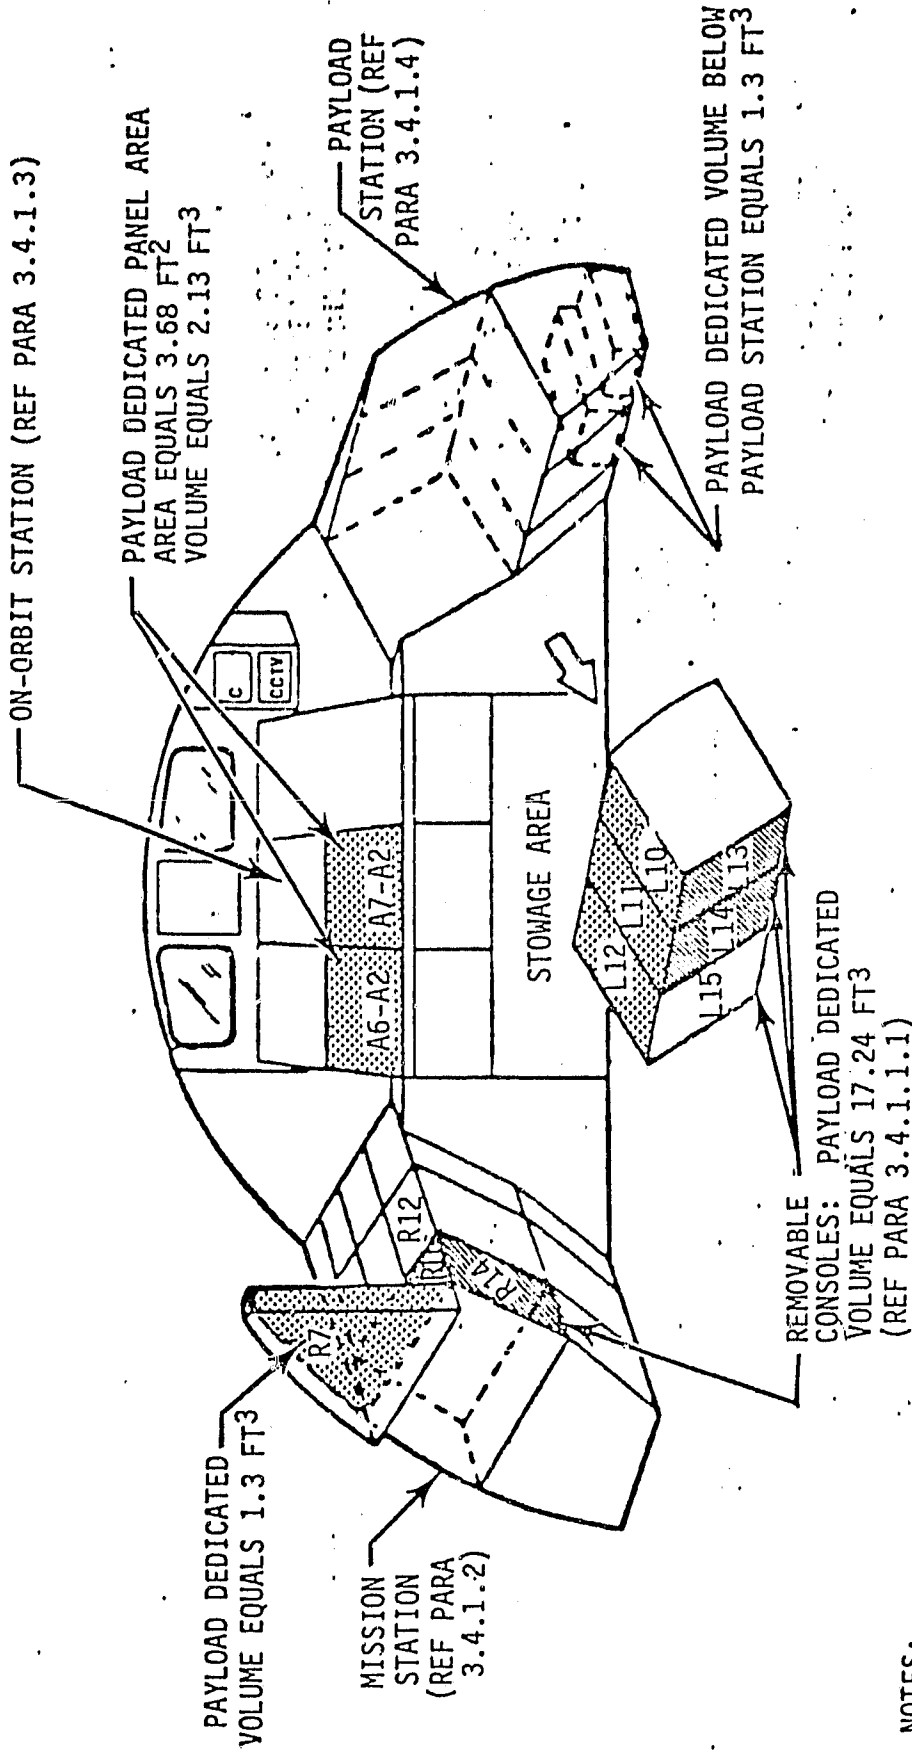 ON-ORBIT STATION (REF PARA 3.4.1.3)
PAYLOAD DEDICATED PANEL AREA
AREA EQUALS 3.68 FT²
VOLUME EQUALS 2.13 FT³
PAYLOAD
STATION (REF
PARA 3.4.1.4)
PAYLOAD DEDICATED VOLUME BELOW
PAYLOAD STATION EQUALS 1.3 FT³
C
CCTV
A6-A2
A7-A2
STOWAGE AREA
L12
L11
L10
L15
L14
L13
R7
R12
R14
PAYLOAD DEDICATED
VOLUME EQUALS 1.3 FT³
MISSION
STATION
(REF PARA
3.4.1.2)
REMOVABLE
CONSOLES: PAYLOAD DEDICATED
VOLUME EQUALS 17.24 FT³
(REF PARA 3.4.1.1.1)
NOTES: